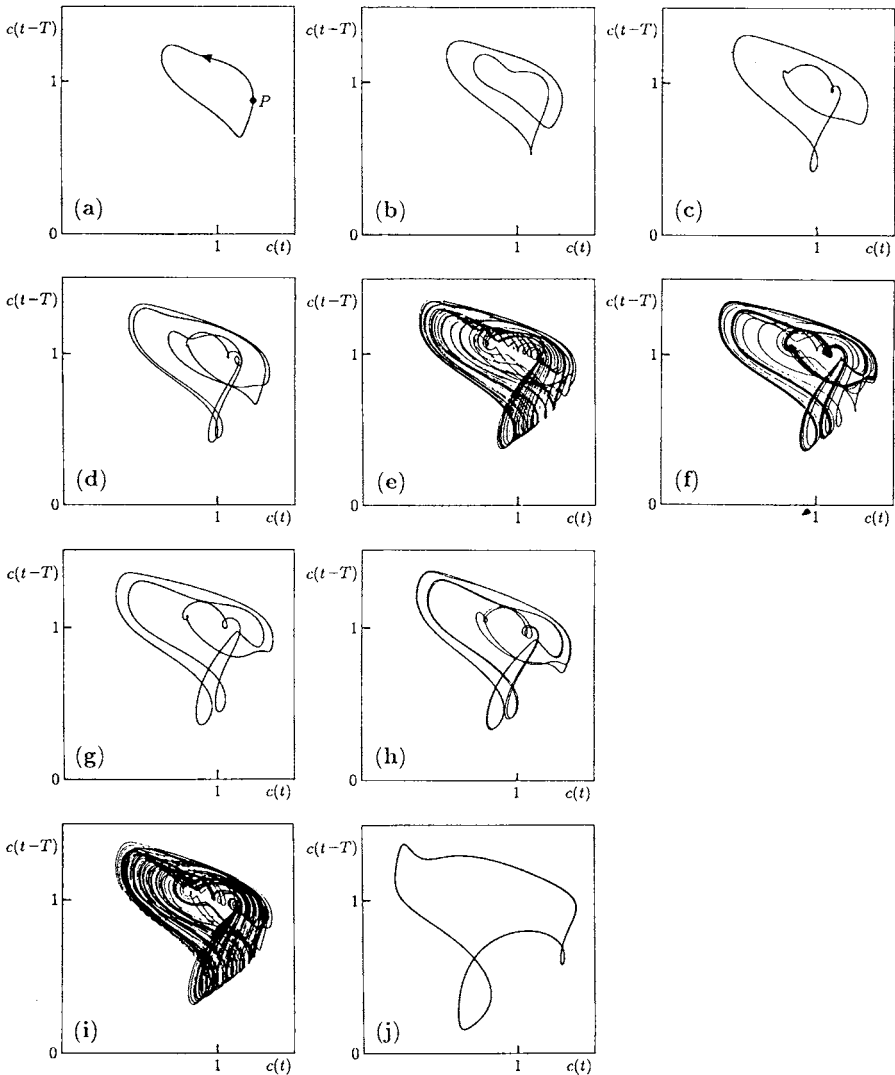 c(t−T)
1
P
(a)
0
1
c(t)
c(t−T)
1
(b)
0
1
c(t)
c(t−T)
1
(c)
0
1
c(t)
c(t−T)
1
(d)
0
1
c(t)
c(t−T)
1
(e)
0
1
c(t)
c(t−T)
1
(f)
0
1
c(t)
c(t−T)
1
(g)
0
1
c(t)
c(t−T)
1
(h)
0
1
c(t)
c(t−T)
1
(i)
0
1
c(t)
c(t−T)
1
(j)
0
1
c(t)